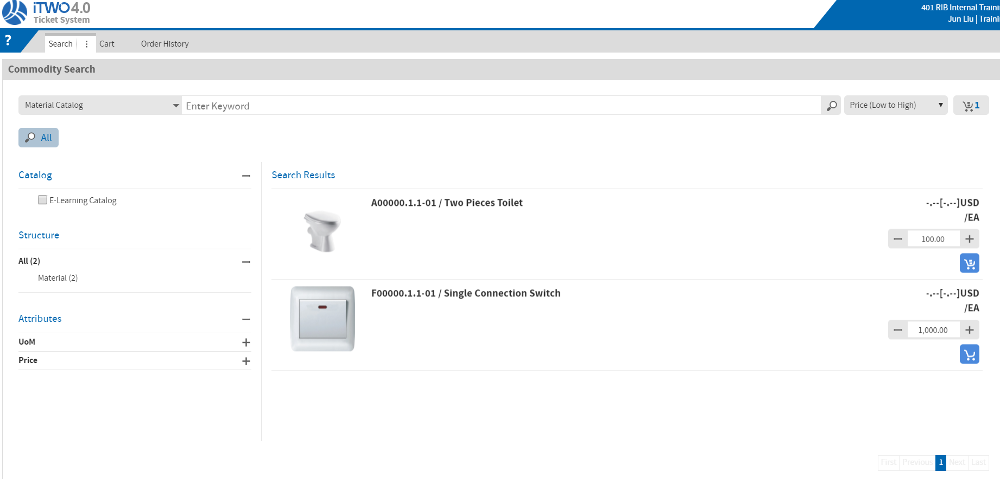 iTWO 4.0
Ticket System
401 RIB Internal Traini
Jun Liu | Traini
?
Search
Cart
Order History
Commodity Search
Material Catalog
Enter Keyword
Price (Low to High)
1
All
Catalog
E-Learning Catalog
Structure
All (2)
Material (2)
Attributes
UoM
Price
Search Results
A00000.1.1-01 / Two Pieces Toilet
-.--[-.--]USD
/EA
100.00
F00000.1.1-01 / Single Connection Switch
-.--[-.--]USD
/EA
1,000.00
First Previous 1 Next Last